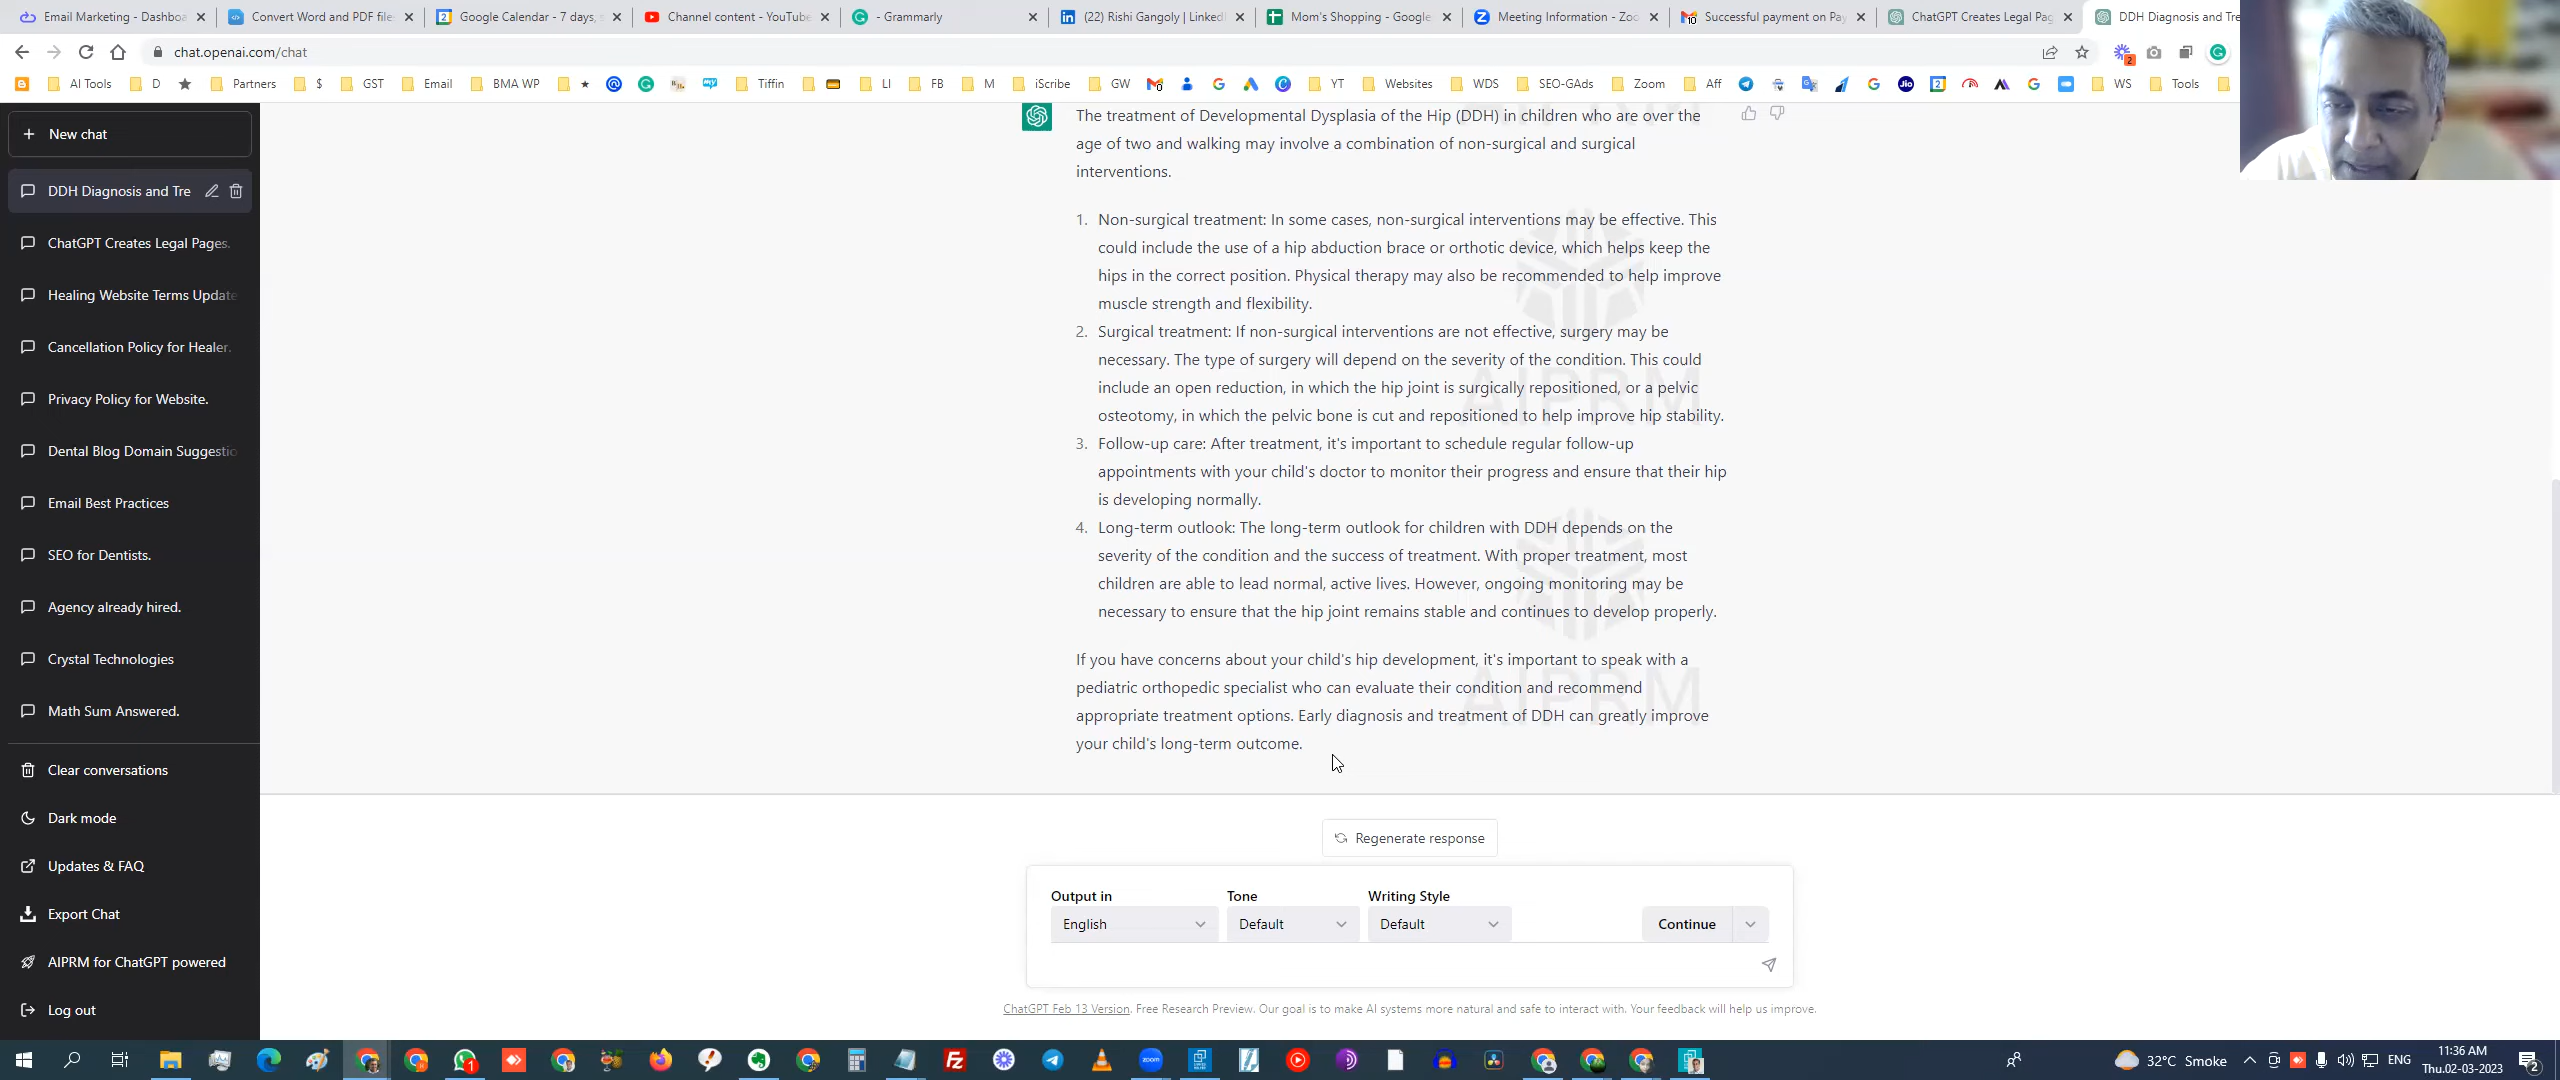 Email Marketing - Dashboa
Convert Word and PDF files
Google Calendar - 7 days, s
Channel content - YouTube
- Grammarly
(22) Rishi Gangoly | LinkedI
Mom's Shopping - Google
Meeting Information - Zoo
Successful payment on Pay
ChatGPT Creates Legal Pag
DDH Diagnosis and Tre
chat.openai.com/chat
AI Tools
D
Partners
$
GST
Email
BMA WP
Tiffin
LI
FB
M
iScribe
GW
YT
Websites
WDS
SEO-GAds
Zoom
Aff
WS
Tools
New chat
DDH Diagnosis and Tre
ChatGPT Creates Legal Pages.
Healing Website Terms Update
Cancellation Policy for Healer.
Privacy Policy for Website.
Dental Blog Domain Suggestio
Email Best Practices
SEO for Dentists.
Agency already hired.
Crystal Technologies
Math Sum Answered.
Clear conversations
Dark mode
Updates & FAQ
Export Chat
AIPRM for ChatGPT powered
Log out
The treatment of Developmental Dysplasia of the Hip (DDH) in children who are over the
age of two and walking may involve a combination of non-surgical and surgical
interventions.
1. Non-surgical treatment: In some cases, non-surgical interventions may be effective. This
could include the use of a hip abduction brace or orthotic device, which helps keep the
hips in the correct position. Physical therapy may also be recommended to help improve
muscle strength and flexibility.
2. Surgical treatment: If non-surgical interventions are not effective, surgery may be
necessary. The type of surgery will depend on the severity of the condition. This could
include an open reduction, in which the hip joint is surgically repositioned, or a pelvic
osteotomy, in which the pelvic bone is cut and repositioned to help improve hip stability.
3. Follow-up care: After treatment, it's important to schedule regular follow-up
appointments with your child's doctor to monitor their progress and ensure that their hip
is developing normally.
4. Long-term outlook: The long-term outlook for children with DDH depends on the
severity of the condition and the success of treatment. With proper treatment, most
children are able to lead normal, active lives. However, ongoing monitoring may be
necessary to ensure that the hip joint remains stable and continues to develop properly.
If you have concerns about your child's hip development, it's important to speak with a
pediatric orthopedic specialist who can evaluate their condition and recommend
appropriate treatment options. Early diagnosis and treatment of DDH can greatly improve
your child's long-term outcome.
AIPRM
AIPRM
Regenerate response
Output in
Tone
Writing Style
English
Default
Default
Continue
ChatGPT Feb 13 Version. Free Research Preview. Our goal is to make AI systems more natural and safe to interact with. Your feedback will help us improve.
32°C Smoke
ENG
11:36 AM
Thu.02-03-2023